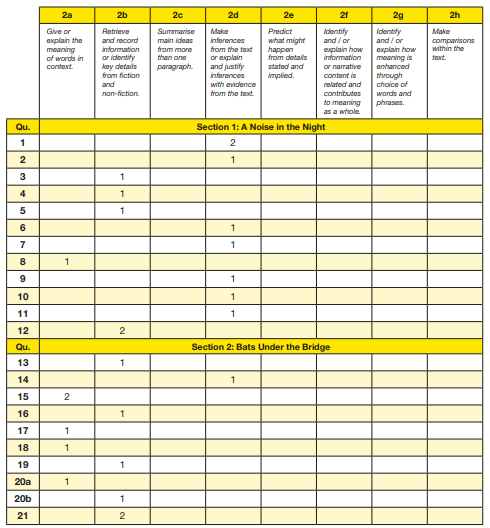 2a 2b 2c 2d 2e 2f 2g 2h
Give or explain the meaning of words in context.
Retrieve and record information or identify key details from fiction and non-fiction.
Summarise main ideas from more than one paragraph.
Make inferences from the text or explain and justify inferences with evidence from the text.
Predict what might happen from details stated and implied.
Identify and / or explain how information or narrative content is related and contributes to meaning as a whole.
Identify and / or explain how meaning is enhanced through choice of words and phrases.
Make comparisons within the text.
Qu. Section 1: A Noise in the Night
1 2
2 1
3 1
4 1
5 1
6 1
7 1
8 1
9 1
10 1
11 1
12 2
Qu. Section 2: Bats Under the Bridge
13 1
14 1
15 2
16 1
17 1
18 1
19 1
20a 1
20b 1
21 2